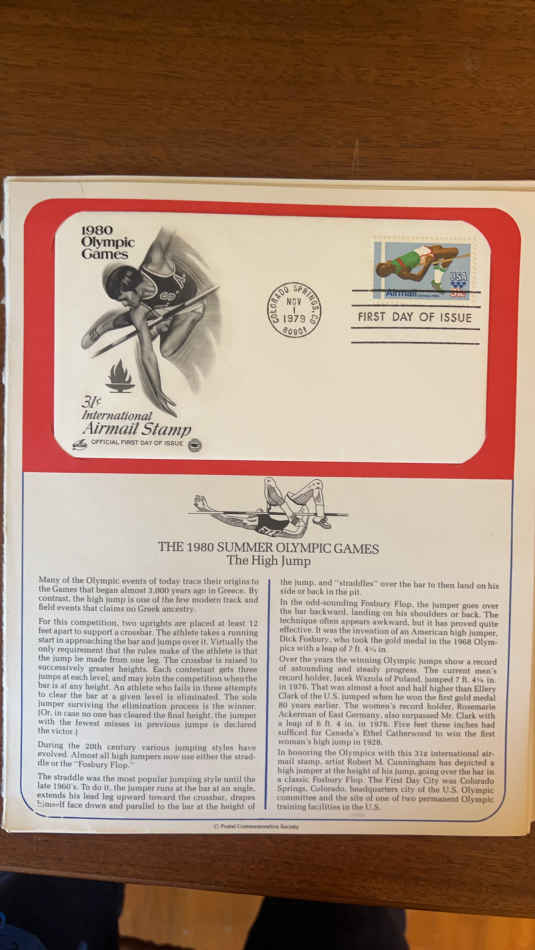 1980
Olympic
Games
31¢
International
Airmail Stamp
OFFICIAL FIRST DAY OF ISSUE
COLORADO SPRINGS, CO
NOV
1
1979
80901
USA
31c
Airmail
FIRST DAY OF ISSUE
THE 1980 SUMMER OLYMPIC GAMES
The High Jump
Many of the Olympic events of today trace their origins to
the Games that began almost 3,000 years ago in Greece. By
contrast, the high jump is one of the few modern track and
field events that claims no Greek ancestry.
For this competition, two uprights are placed at least 12
feet apart to support a crossbar. The athlete takes a running
start in approaching the bar and jumps over it. Virtually the
only requirement that the rules make of the athlete is that
the jump be made from one leg. The crossbar is raised to
successively greater heights. Each contestant gets three
jumps at each level, and may join the competition when the
bar is at any height. An athlete who fails in three attempts
to clear the bar at a given level is eliminated. The sole
jumper surviving the elimination process is the winner.
(Or, in case no one has cleared the final height, the jumper
with the fewest misses in previous jumps is declared
the victor.)
During the 20th century various jumping styles have
evolved. Almost all high jumpers now use either the strad-
dle or the "Fosbury Flop."
The straddle was the most popular jumping style until the
late 1960's. To do it, the jumper runs at the bar at an angle,
extends his lead leg upward toward the crossbar, drapes
himself face down and parallel to the bar at the height of
the jump, and "straddles" over the bar to then land on his
side or back in the pit.
In the odd-sounding Fosbury Flop, the jumper goes over
the bar backward, landing on his shoulders or back. The
technique often appears awkward, but it has proved quite
effective. It was the invention of an American high jumper,
Dick Fosbury, who took the gold medal in the 1968 Olym-
pics with a leap of 7 ft. 4¼ in.
Over the years the winning Olympic jumps show a record
of astounding and steady progress. The current men's
record holder, Jacek Wszola of Poland, jumped 7 ft. 4½ in.
in 1976. That was almost a foot and half higher than Ellery
Clark of the U.S. jumped when he won the first gold medal
80 years earlier. The women's record holder, Rosemarie
Ackerman of East Germany, also surpassed Mr. Clark with
a leap of 6 ft. 4 in. in 1976. Five feet three inches had
sufficed for Canada's Ethel Catherwood to win the first
woman's high jump in 1928.
In honoring the Olympics with this 31¢ international air-
mail stamp, artist Robert M. Cunningham has depicted a
high jumper at the height of his jump, going over the bar in
a classic Fosbury Flop. The First Day City was Colorado
Springs, Colorado, headquarters city of the U.S. Olympic
committee and the site of one of two permanent Olympic
training facilities in the U.S.
© Postal Commemorative Society